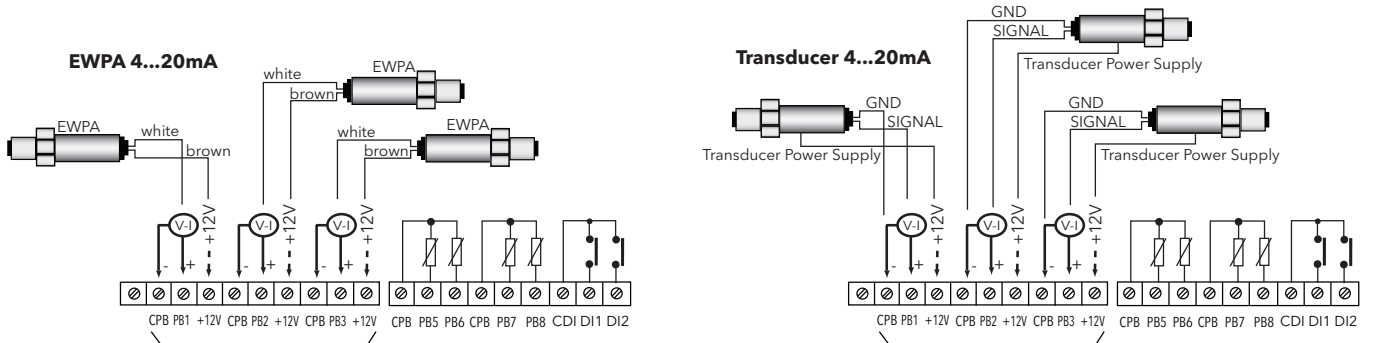 EWPA 4...20mA
EWPA
white
brown
EWPA
white
brown
EWPA
white
brown
V-I
+12V
V-I
+12V
V-I
+12V
- + - + - +
CPB PB1 +12V CPB PB2 +12V CPB PB3 +12V CPB PB5 PB6 CPB PB7 PB8 CDI DI1 DI2
Transducer 4...20mA
GND
SIGNAL
Transducer Power Supply
GND
SIGNAL
Transducer Power Supply
GND
SIGNAL
Transducer Power Supply
V-I
+12V
V-I
+12V
V-I
+12V
- + - + - +
CPB PB1 +12V CPB PB2 +12V CPB PB3 +12V CPB PB5 PB6 CPB PB7 PB8 CDI DI1 DI2